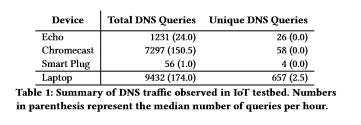 Device Total DNS Queries Unique DNS Queries
Echo 1231 (24.0) 26 (0.0)
Chromecast 7297 (150.5) 58 (0.0)
Smart Plug 56 (1.0) 4 (0.0)
Laptop 9432 (174.0) 657 (2.5)
Table 1: Summary of DNS traffic observed in IoT testbed. Numbers
in parenthesis represent the median number of queries per hour.